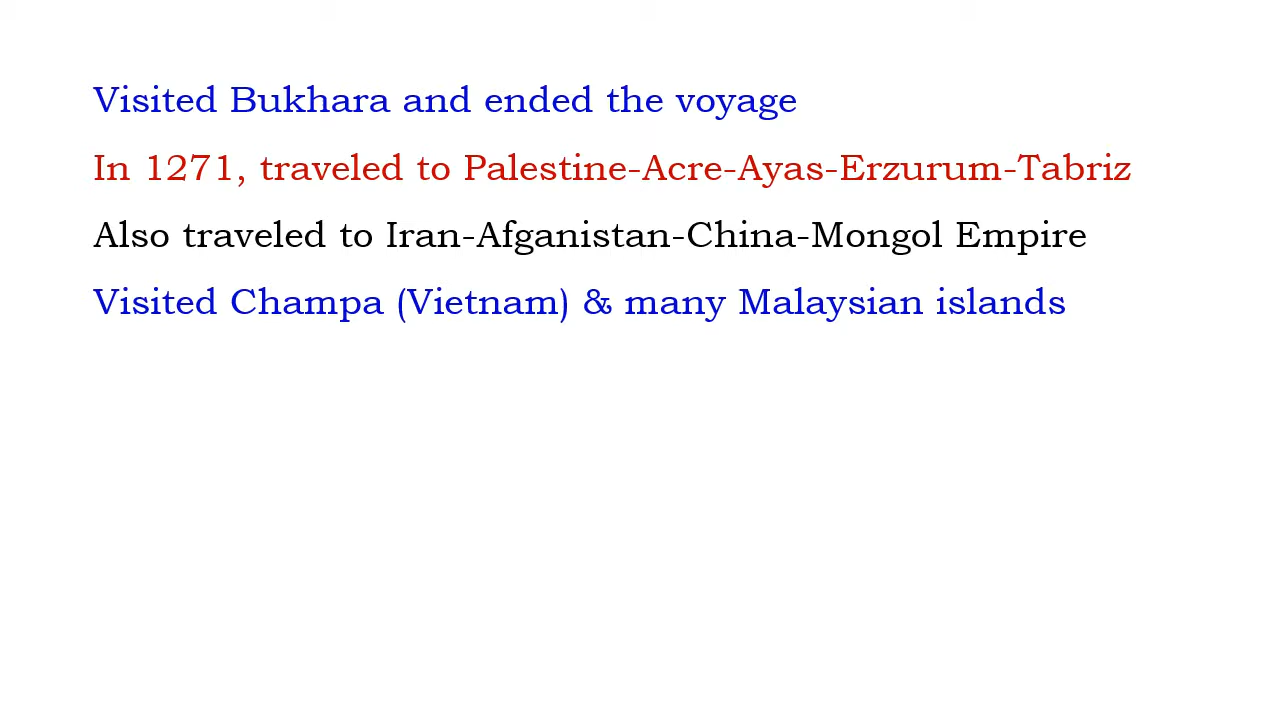 Visited Bukhara and ended the voyage
In 1271, traveled to Palestine-Acre-Ayas-Erzurum-Tabriz
Also traveled to Iran-Afganistan-China-Mongol Empire
Visited Champa (Vietnam) & many Malaysian islands